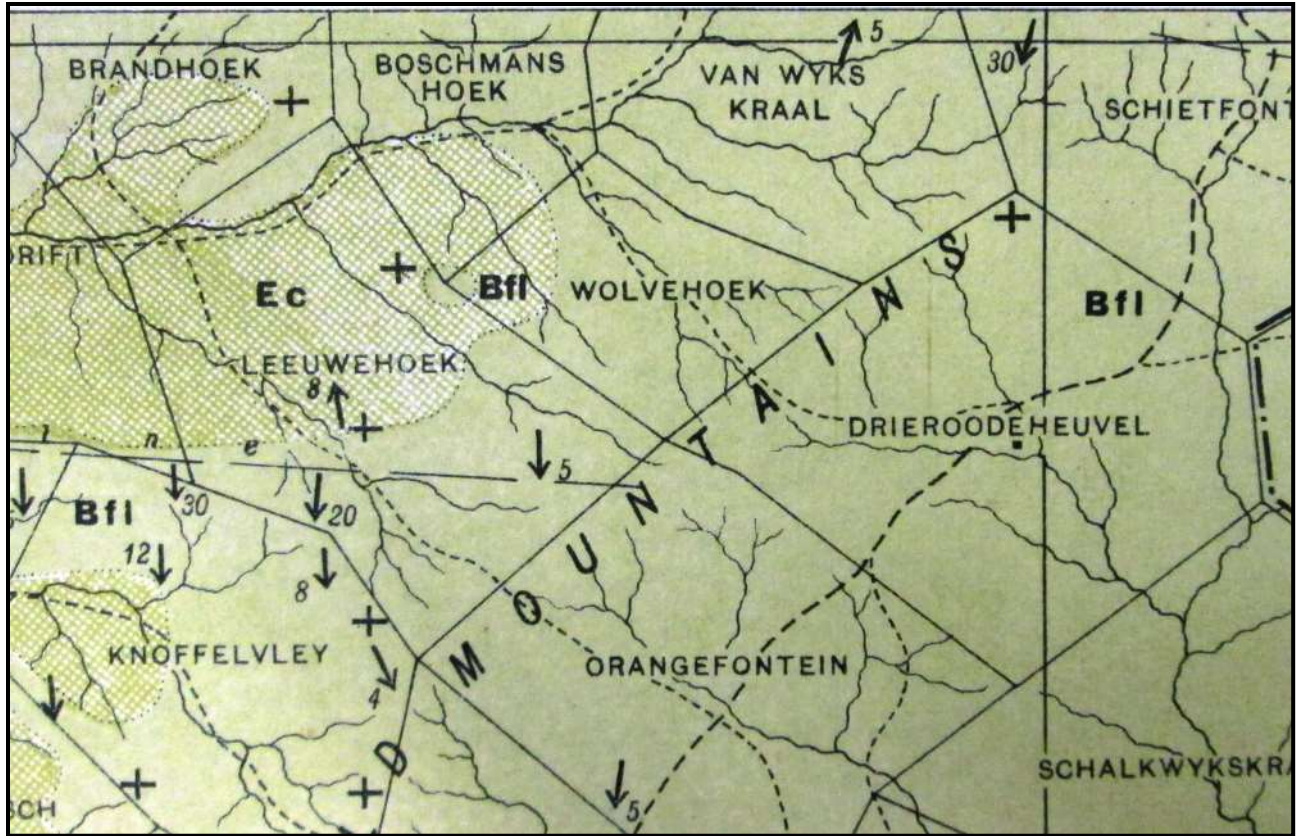 5
30
BRANDHOEK
BOSCHMANS
HOEK
VAN WYKS
KRAAL
SCHIETFONT
DRIFT
Ec
Bfl
WOLVEHOEK
Bfl
LEEUWEHOEK
8
DRIEROODEHEUVEL
i n e
5
30
20
Bfl
12
8
KNOFFELVLEY
ORANGEFONTEIN
4
D MOUNTAINS
SCHALKWYKSKRA
5
SCH